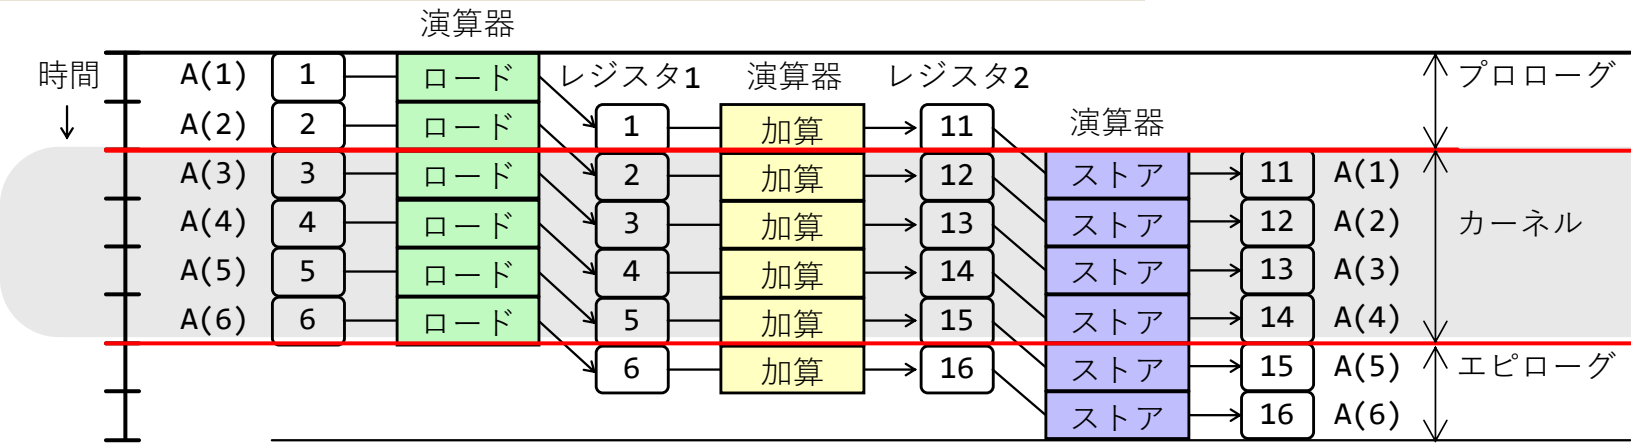 演算器
時間 A(1) 1 ロード レジスタ1 演算器 レジスタ2 プロローグ
A(2) 2 ロード 1 加算 11 演算器
A(3) 3 ロード 2 加算 12 ストア 11 A(1)
A(4) 4 ロード 3 加算 13 ストア 12 A(2) カーネル
A(5) 5 ロード 4 加算 14 ストア 13 A(3)
A(6) 6 ロード 5 加算 15 ストア 14 A(4)
6 加算 16 ストア 15 A(5) エピローグ
ストア 16 A(6)